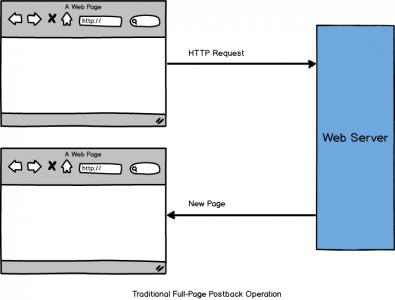 A Web Page
http://
HTTP Request
Web Server
A Web Page
http://
New Page
Traditional Full-Page Postback Operation